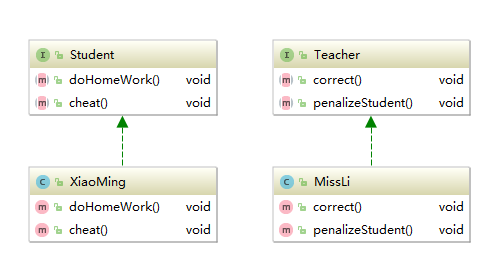 Student
doHomeWork() void
cheat() void
Teacher
correct() void
penalizeStudent() void
XiaoMing
doHomeWork() void
cheat() void
MissLi
correct() void
penalizeStudent() void